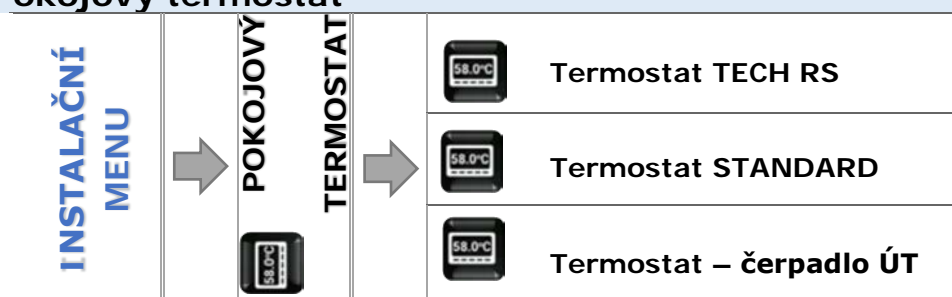 okojový termostat
INSTALAČNÍ
MENU
POKOJOVÝ
TERMOSTAT
58.0°C
58.0°C
Termostat TECH RS
58.0°C
Termostat STANDARD
58.0°C
Termostat – čerpadlo ÚT